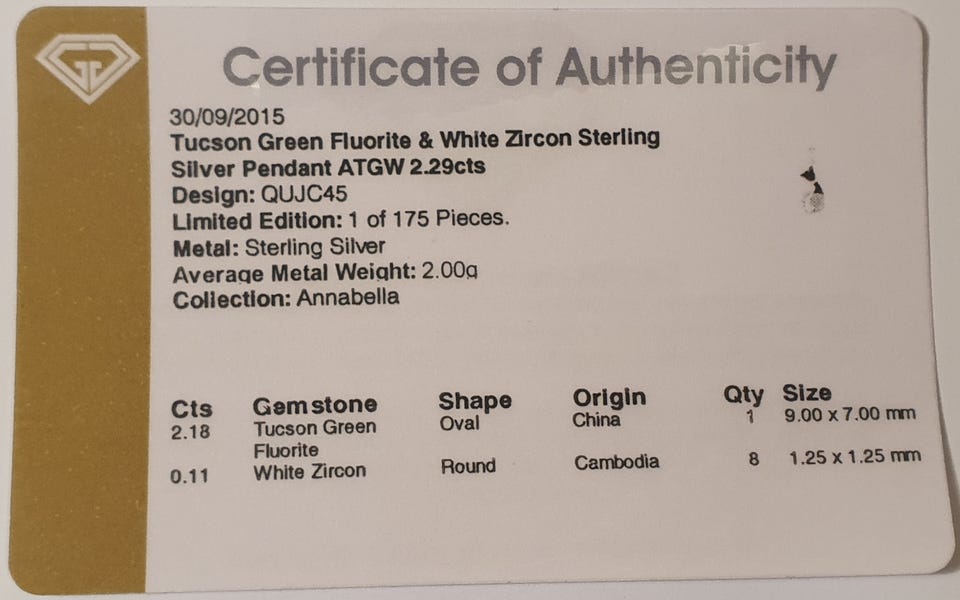 Certificate of Authenticity
30/09/2015
Tucson Green Fluorite & White Zircon Sterling
Silver Pendant ATGW 2.29cts
Design: QUJC45
Limited Edition: 1 of 175 Pieces.
Metal: Sterling Silver
Average Metal Weight: 2.00g
Collection: Annabella
Cts Gemstone Shape Origin Qty Size
2.18 Tucson Green Fluorite Oval China 1 9.00 x 7.00 mm
0.11 White Zircon Round Cambodia 8 1.25 x 1.25 mm